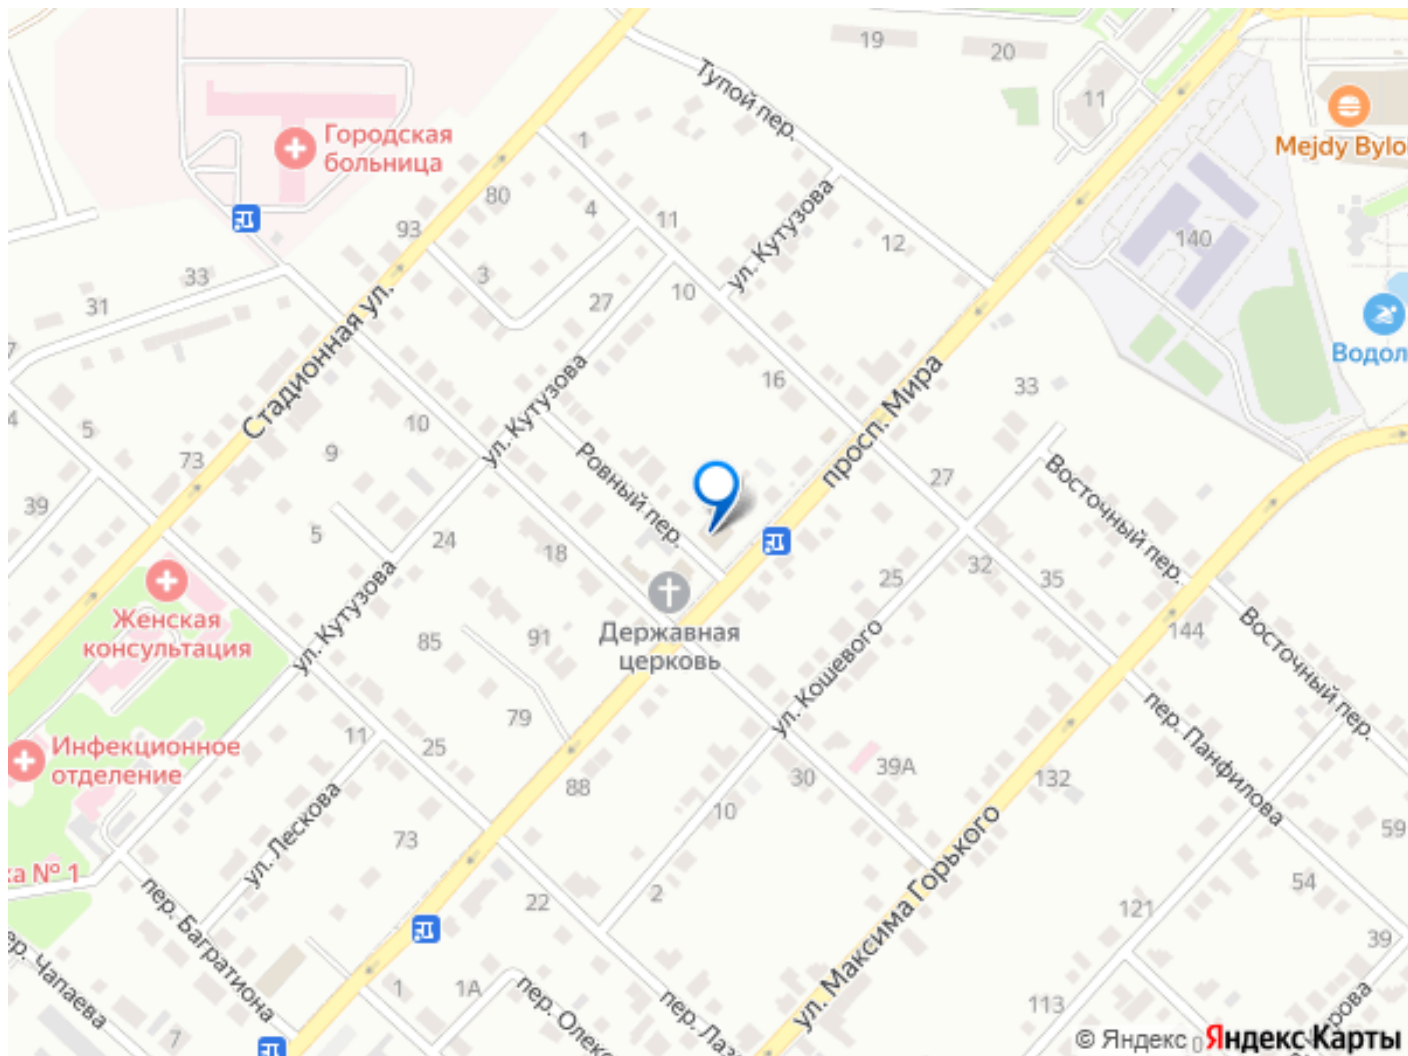 19
20
Тупой пер.
11
Mejdy Bylo
1
Городская
больница
80
4
11
ул. Кутузова
12
140
93
3
33
31
27
10
Стадионная ул.
Водол
16
просп. Мира
33
10
ул. Кутузова
5
9
73
Ровный пер.
27
Восточный пер.
39
5
24
18
25
32
35
Женская
консультация
ул. Кутузова
Державная
церковь
85
91
144
Восточный пер.
ул. Кошевого
79
11
25
Инфекционное
отделение
пер. Панфилова
88
30
39А
132
10
59
73
ул. Лескова
ка № 1
2
54
ул. Максима Горького
22
121
39
пер. Багратиона
ер. Чапаева
1
1А
пер. Олекс
пер. Лаз
113
7
рова
© Яндекс
Яндекс Карты